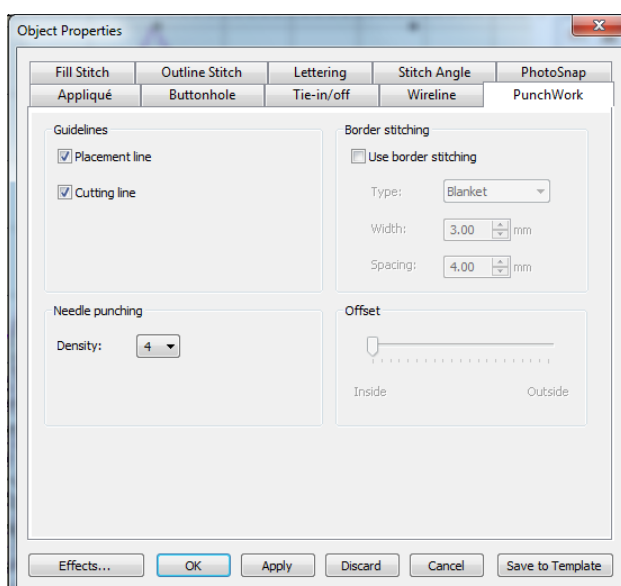 Object Properties
Fill Stitch Outline Stitch Lettering Stitch Angle PhotoSnap
Appliqué Buttonhole Tie-in/off Wireline PunchWork
Guidelines
Placement line
Cutting line
Border stitching
Use border stitching
Type: Blanket
Width: 3.00 mm
Spacing: 4.00 mm
Needle punching
Density: 4
Offset
Inside Outside
Effects... OK Apply Discard Cancel Save to Template